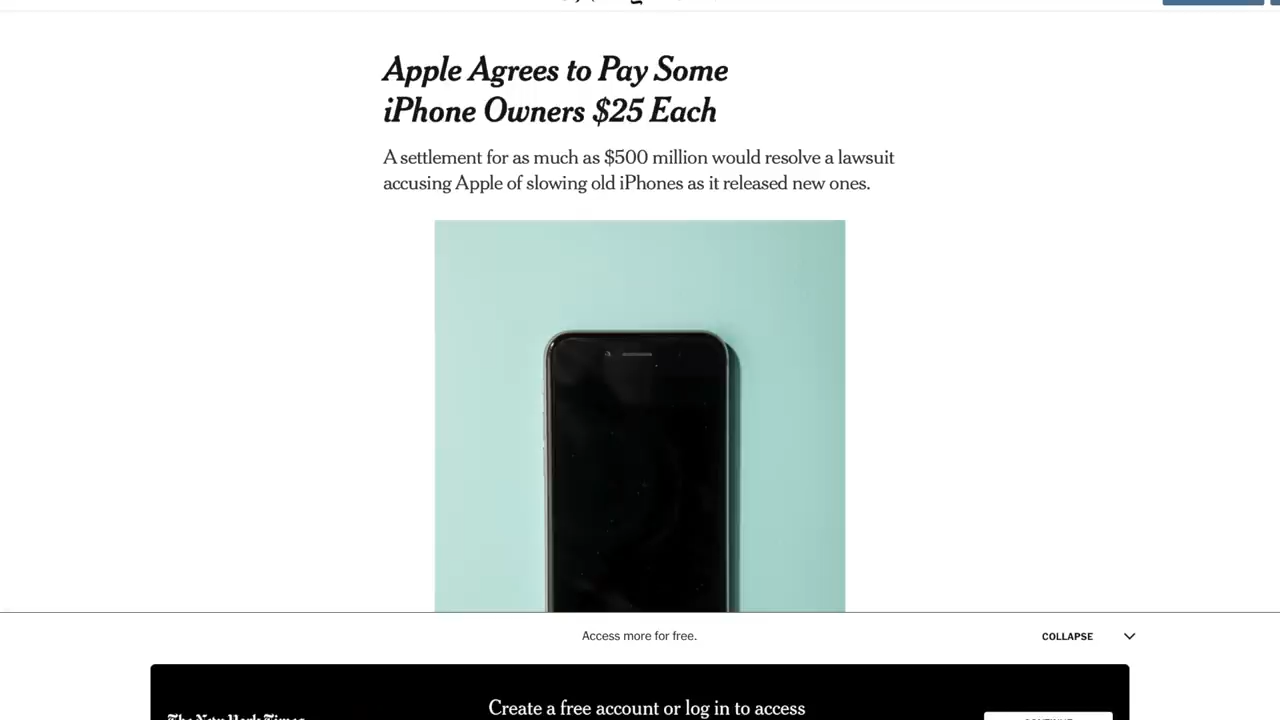 Apple Agrees to Pay Some
iPhone Owners $25 Each
A settlement for as much as $500 million would resolve a lawsuit
accusing Apple of slowing old iPhones as it released new ones.
Access more for free.
COLLAPSE
Create a free account or log in to access
The New York Times